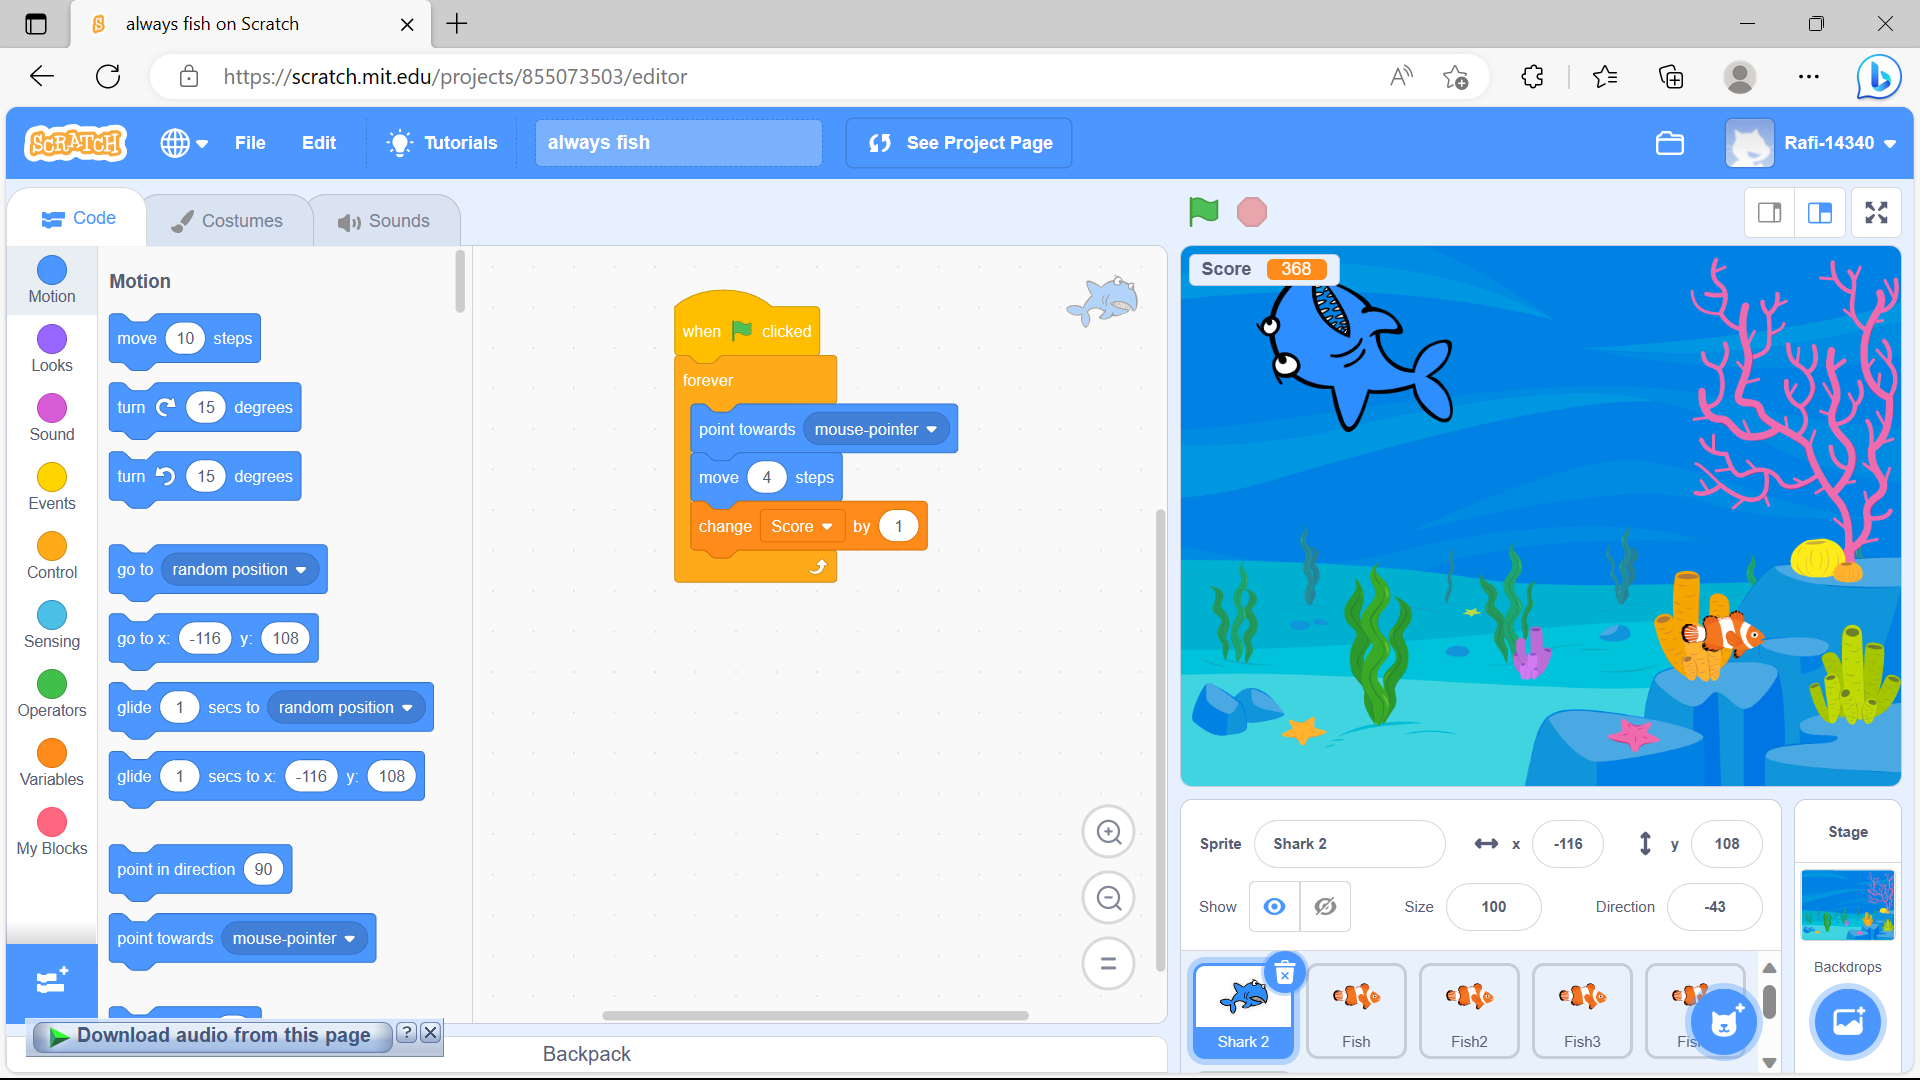 always fish on Scratch
https://scratch.mit.edu/projects/855073503/editor
SCRATCH
File
Edit
Tutorials
always fish
See Project Page
Rafi-14340
Code
Costumes
Sounds
Motion
Looks
Sound
Events
Control
Sensing
Operators
Variables
My Blocks
Motion
move 10 steps
turn 15 degrees
turn 15 degrees
go to random position
go to x: -116 y: 108
glide 1 secs to random position
glide 1 secs to x: -116 y: 108
point in direction 90
point towards mouse-pointer
when clicked
forever
point towards mouse-pointer
move 4 steps
change Score by 1
Score 368
Sprite Shark 2 x -116 y 108
Show Size 100 Direction -43
Shark 2
Fish
Fish2
Fish3
Stage
Backdrops
Download audio from this page ?
Backpack